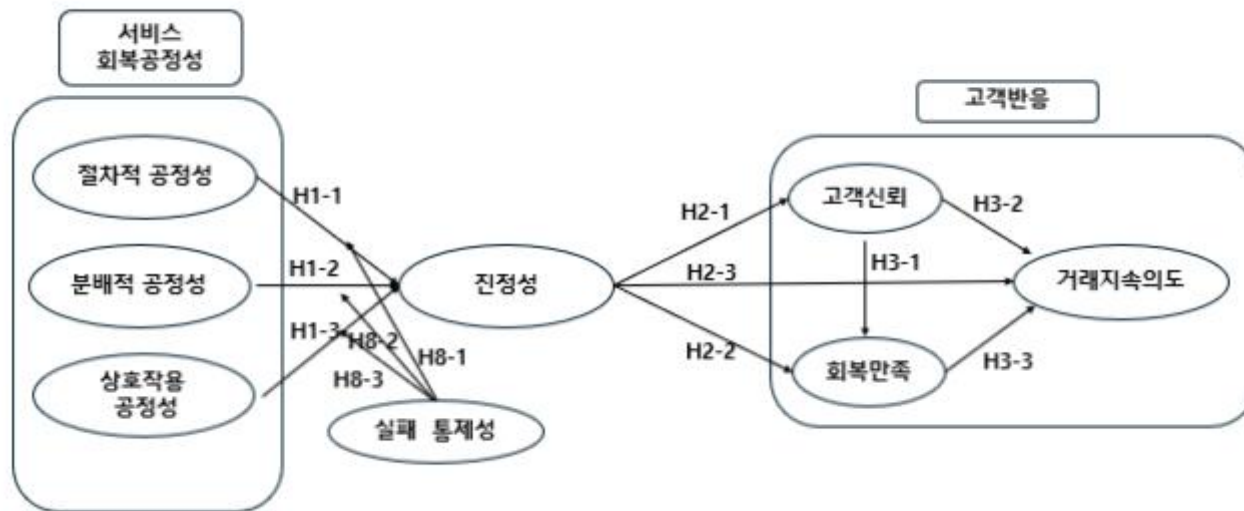 서비스
회복공정성
고객반응
절차적 공정성
H1-1
고객신뢰
H3-2
H2-1
분배적 공정성
H1-2
진정성
H2-3
H3-1
거래지속의도
H1-3
H8-2
H8-1
H2-2
회복만족
H3-3
상호작용
공정성
H8-3
실패 통제성